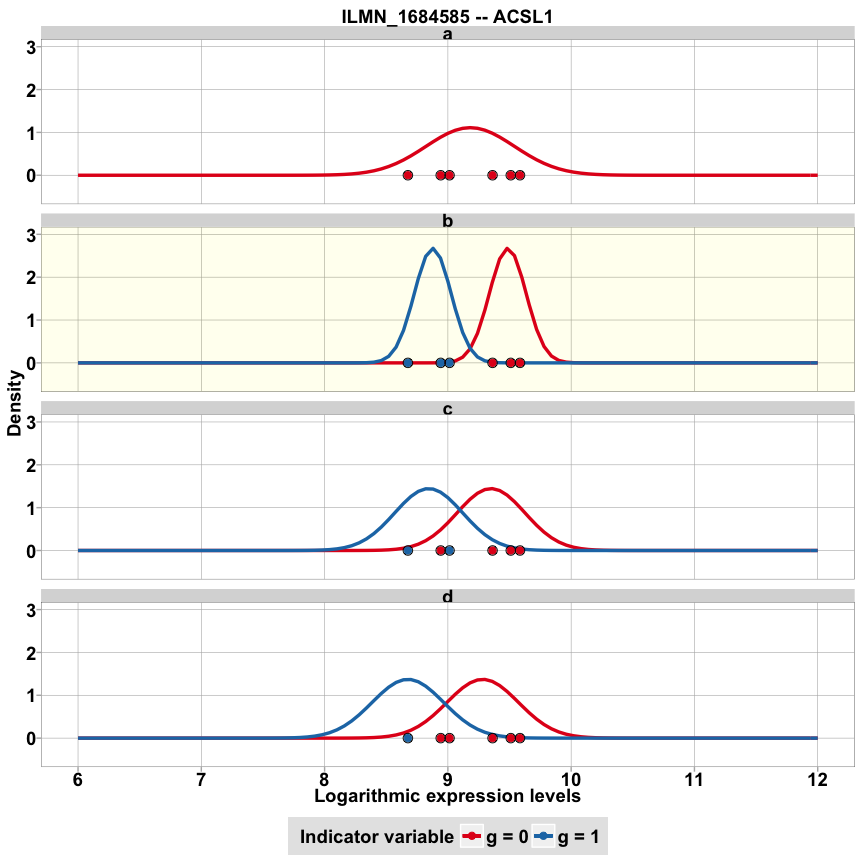 ILMN_1684585 -- ACSL1
a
3
2
1
0
b
3
2
1
0
Density
c
3
2
1
0
d
3
2
1
0
6 7 8 9 10 11 12
Logarithmic expression levels
Indicator variable g = 0 g = 1